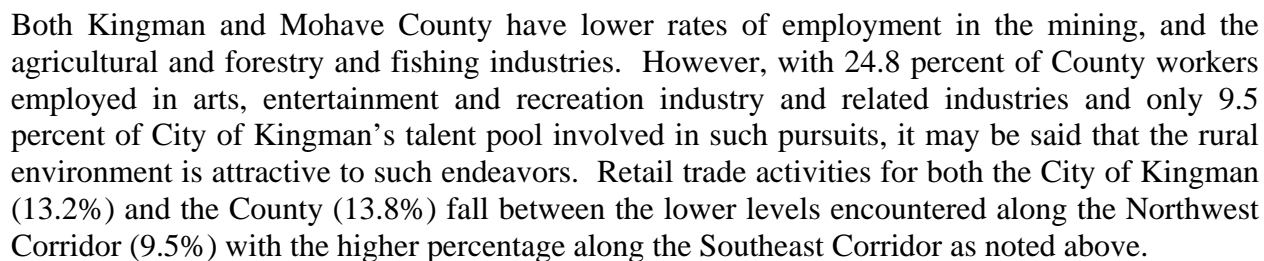 Both Kingman and Mohave County have lower rates of employment in the mining, and the
agricultural and forestry and fishing industries.  However, with 24.8 percent of County workers
employed in arts, entertainment and recreation industry and related industries and only 9.5
percent of City of Kingman's talent pool involved in such pursuits, it may be said that the rural
environment is attractive to such endeavors.  Retail trade activities for both the City of Kingman
(13.2%) and the County (13.8%) fall between the lower levels encountered along the Northwest
Corridor (9.5%) with the higher percentage along the Southeast Corridor as noted above.